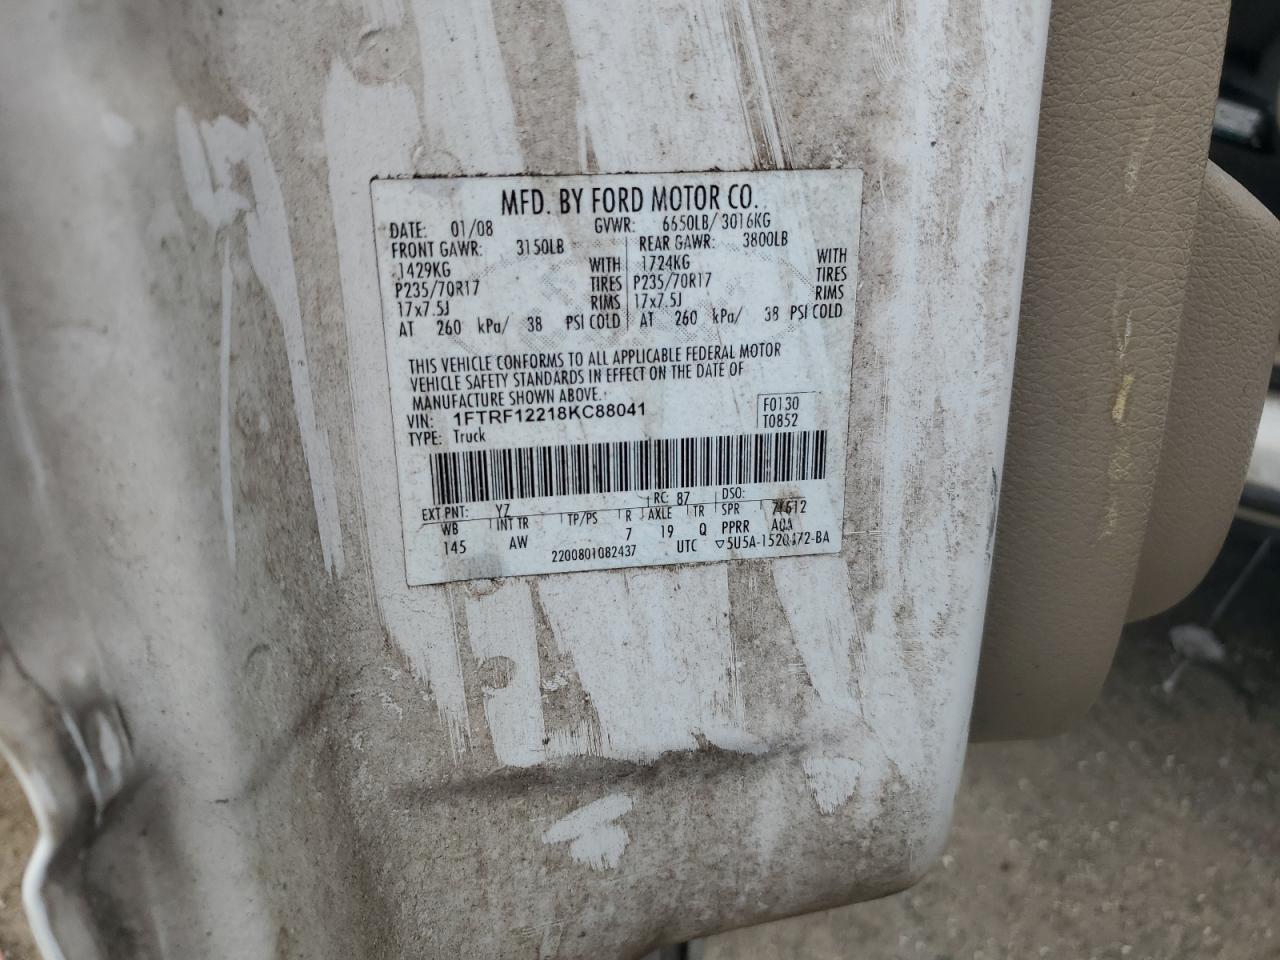 MFD. BY FORD MOTOR CO.
DATE: 01/08 GVWR: 6650LB/ 3016KG
FRONT GAWR: 3150LB REAR GAWR: 3800LB
1429KG WITH 1724KG WITH
P235/70R17 TIRES P235/70R17 TIRES
17x7.5J RIMS 17x7.5J RIMS
AT 260 kPa/ 38 PSI COLD AT 260 kPa/ 38 PSI COLD
THIS VEHICLE CONFORMS TO ALL APPLICABLE FEDERAL MOTOR
VEHICLE SAFETY STANDARDS IN EFFECT ON THE DATE OF
MANUFACTURE SHOWN ABOVE.
VIN: 1FTRF12218KC88041 F0130
TYPE: Truck T0852
EXT PNT: YZ RC: 87 DSO:
WB INT TR TP/PS R AXLE TR SPR
145 AW 7 19 Q PPRR AQA
2200801082437 UTC ▽5U5A-1520472-BA